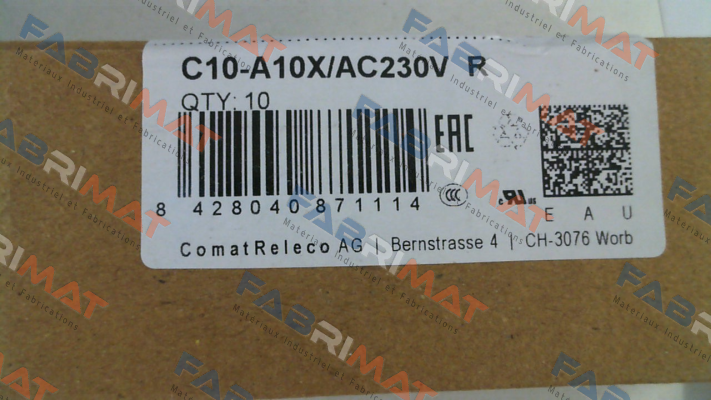 C10-A10X/AC230V R
QTY: 10
EAC
8 428040 871114
E A U
ComatReleco AG | Bernstrasse 4 | CH-3076 Worb
FABRIMAT
Materiaux Industriel et Fabrications